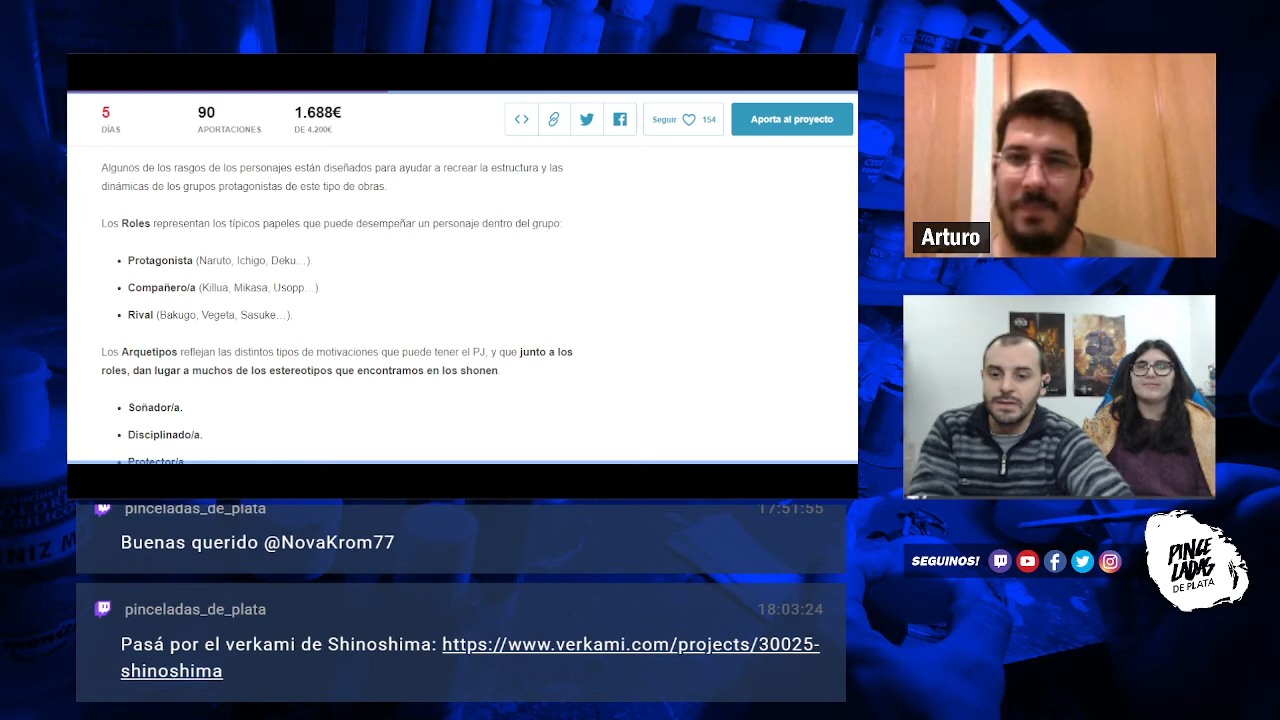 5
DÍAS
90
APORTACIONES
1.688€
DE 4.200€
Seguir
154
Aporta al proyecto
Algunos de los rasgos de los personajes están diseñados para ayudar a recrear la estructura y las
dinámicas de los grupos protagonistas de este tipo de obras.
Los Roles representan los típicos papeles que puede desempeñar un personaje dentro del grupo:
• Protagonista (Naruto, Ichigo, Deku…).
• Compañero/a (Killua, Mikasa, Usopp…).
• Rival (Bakugo, Vegeta, Sasuke…).
Los Arquetipos reflejan las distintos tipos de motivaciones que puede tener el PJ, y que junto a los
roles, dan lugar a muchos de los estereotipos que encontramos en los shonen.
• Soñador/a.
• Disciplinado/a.
• Protector/a
pinceladas_de_plata
17:51:55
Buenas querido @NovaKrom77
pinceladas_de_plata
18:03:24
Pasá por el verkami de Shinoshima: https://www.verkami.com/projects/30025-
shinoshima
Arturo
SEGUINOS!
PINCE
LADAS
DE PLATA